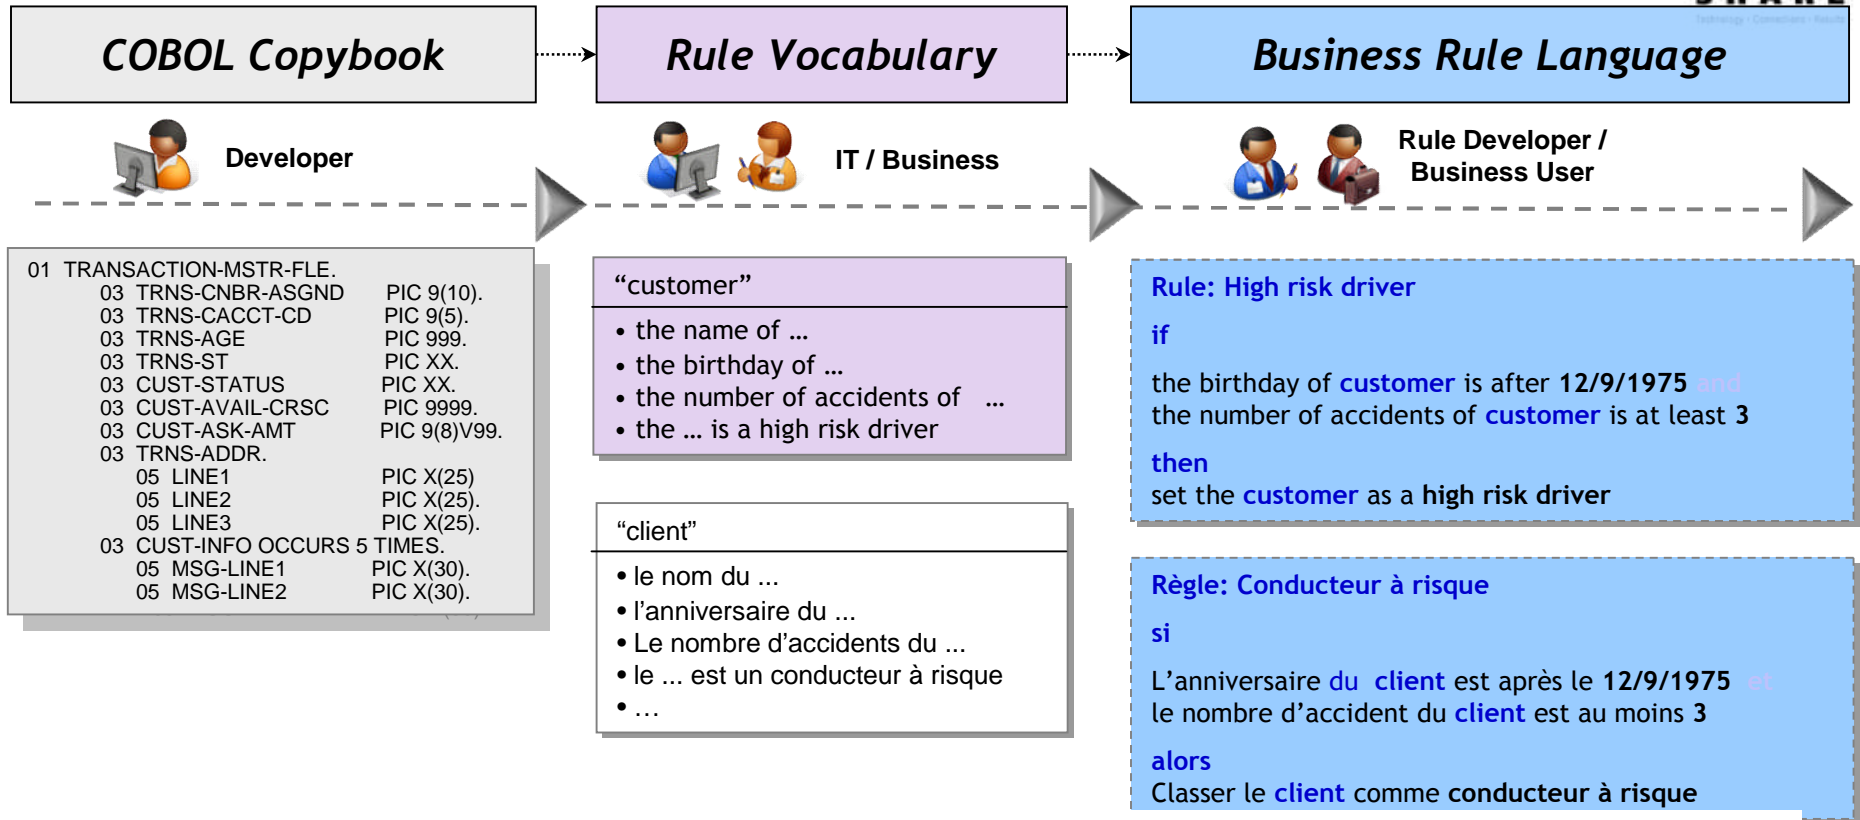 SHARE
Technology • Connections • Results
COBOL Copybook
Rule Vocabulary
Business Rule Language
Developer
IT / Business
Rule Developer /
Business User
01 TRANSACTION-MSTR-FLE.
03 TRNS-CNBR-ASGND PIC 9(10).
03 TRNS-CACCT-CD PIC 9(5).
03 TRNS-AGE PIC 999.
03 TRNS-ST PIC XX.
03 CUST-STATUS PIC XX.
03 CUST-AVAIL-CRSC PIC 9999.
03 CUST-ASK-AMT PIC 9(8)V99.
03 TRNS-ADDR.
05 LINE1 PIC X(25)
05 LINE2 PIC X(25).
05 LINE3 PIC X(25).
03 CUST-INFO OCCURS 5 TIMES.
05 MSG-LINE1 PIC X(30).
05 MSG-LINE2 PIC X(30).
“customer”
• the name of ...
• the birthday of ...
• the number of accidents of ...
• the ... is a high risk driver
“client”
• le nom du ...
• l’anniversaire du ...
• Le nombre d’accidents du ...
• le ... est un conducteur à risque
• ...
Rule: High risk driver
if
the birthday of customer is after 12/9/1975 and
the number of accidents of customer is at least 3
then
set the customer as a high risk driver
Règle: Conducteur à risque
si
L’anniversaire du client est après le 12/9/1975 et
le nombre d’accident du client est au moins 3
alors
Classer le client comme conducteur à risque